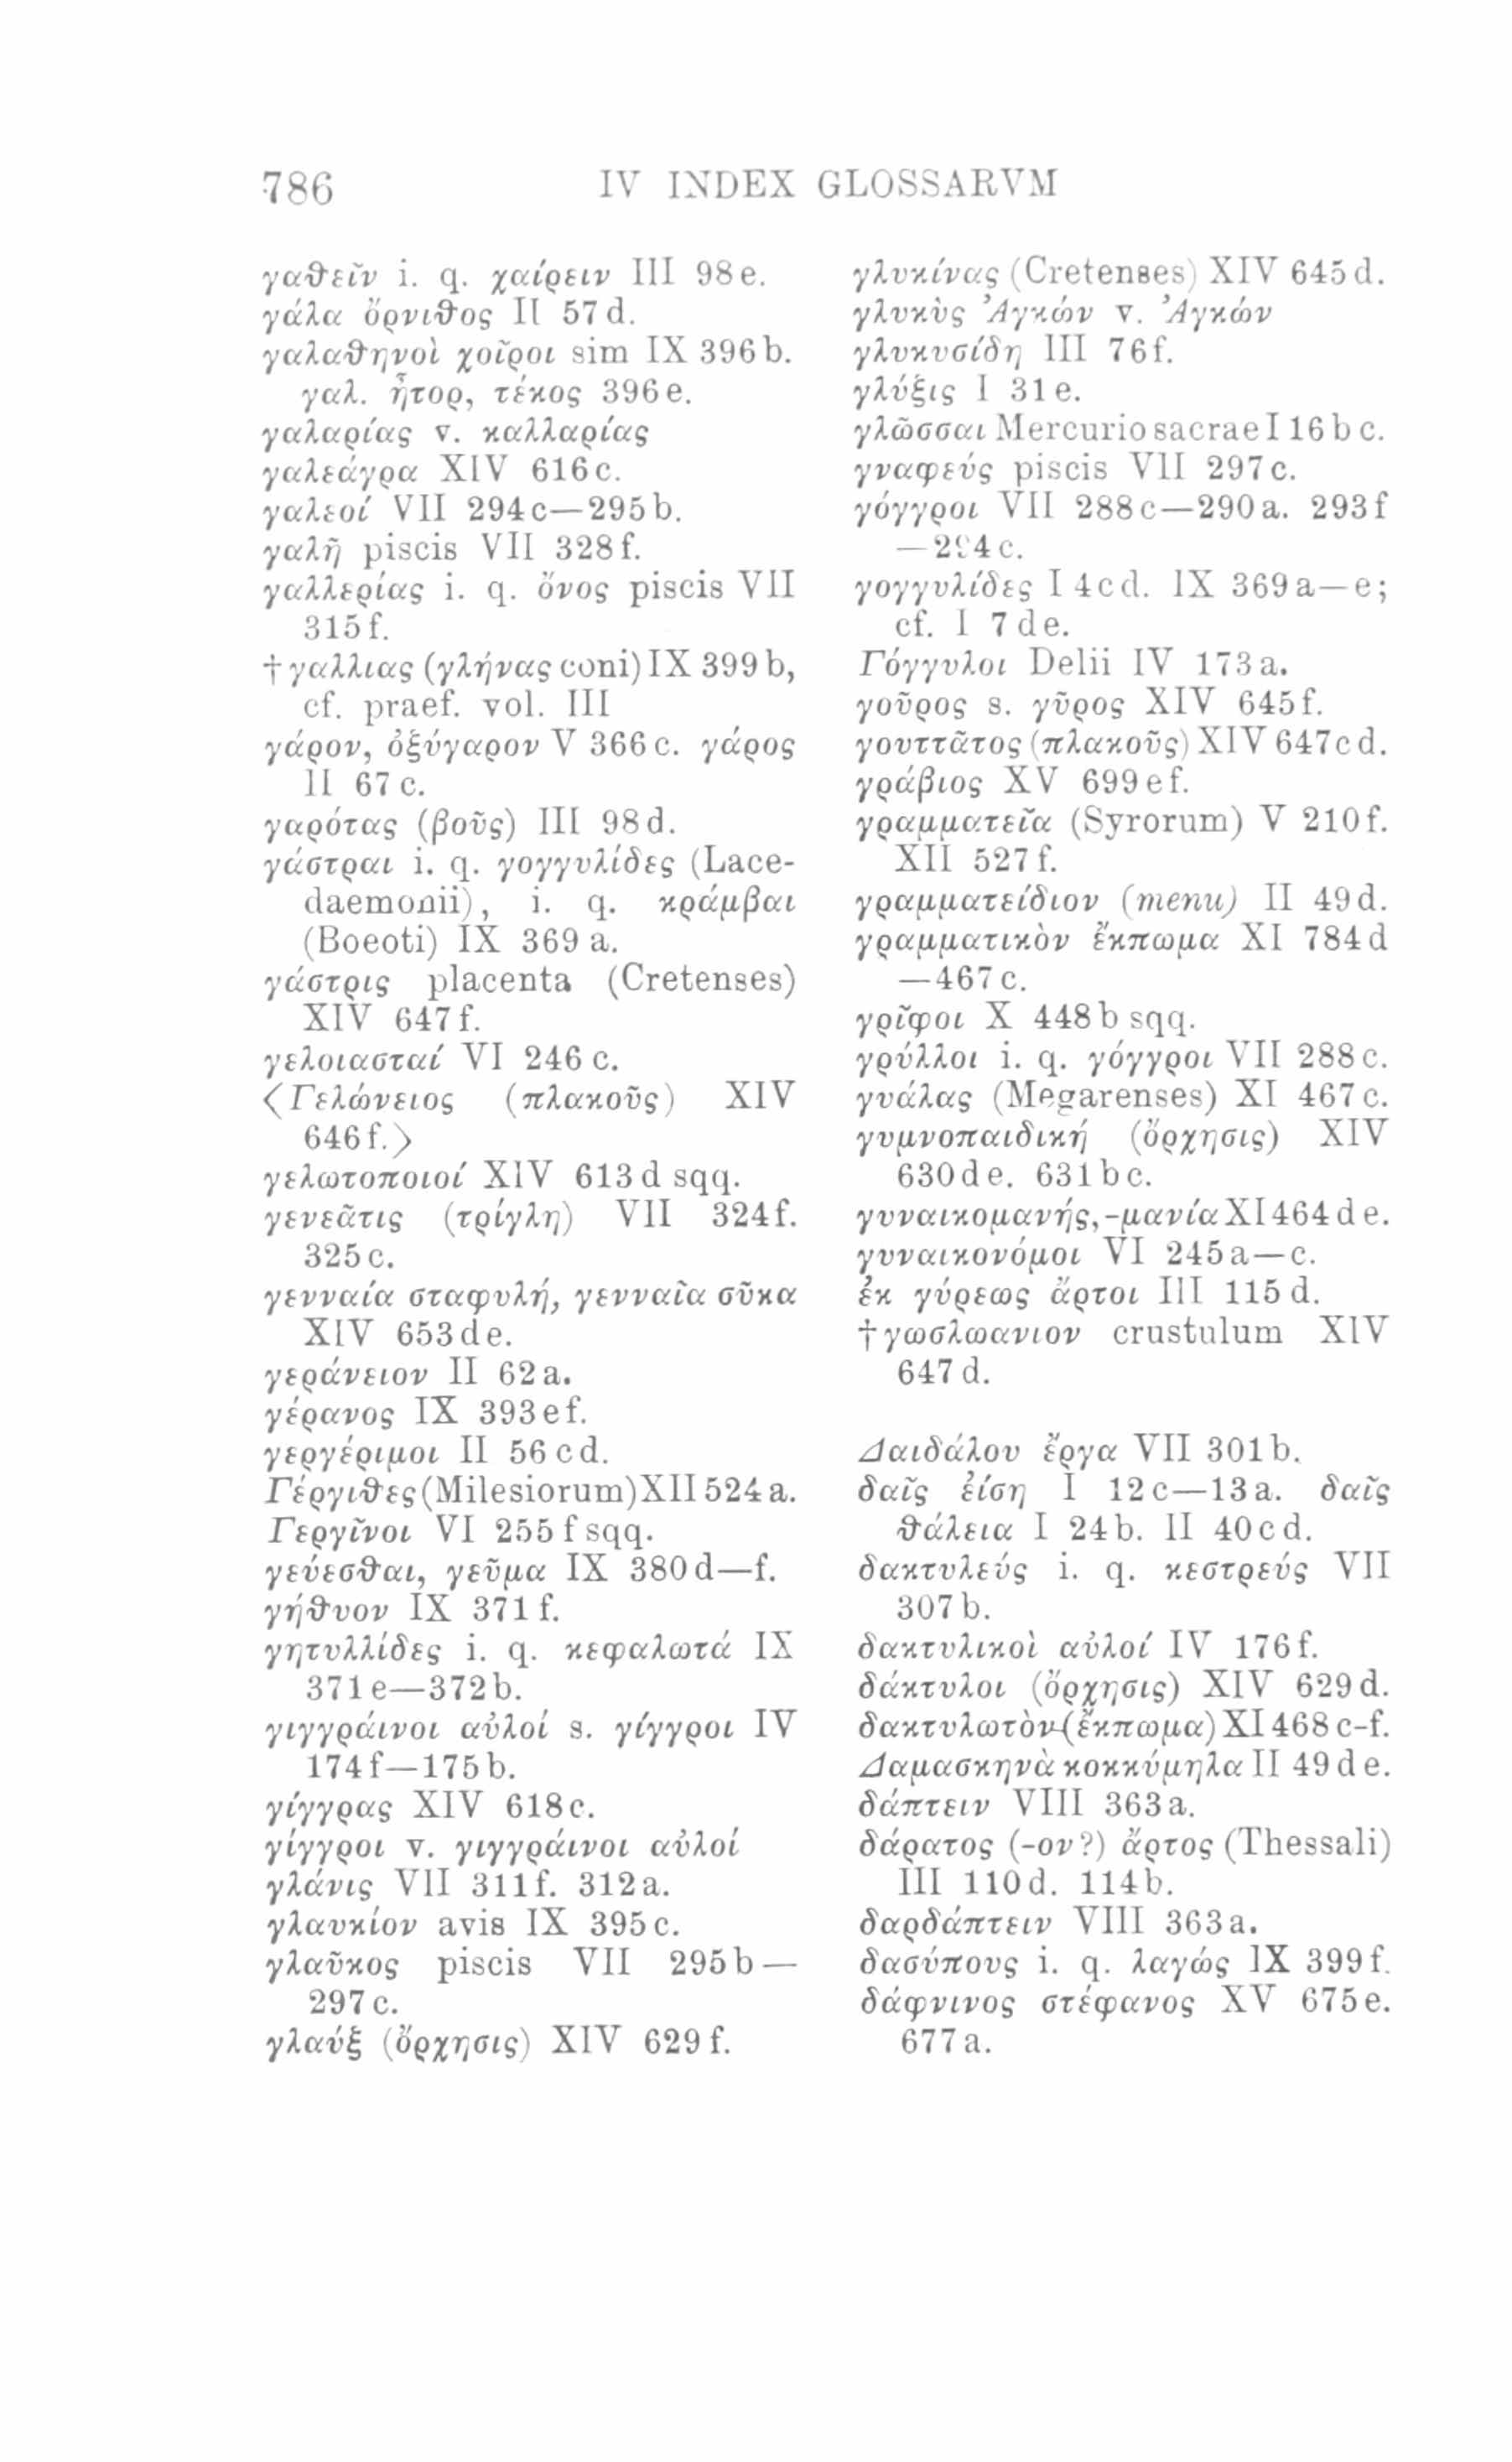 786
IV INDEX GLOSSARVM
γαθεῖν i. q. χαίρειν III 98e.
γάλα ὄρνιθος II 57d.
γαλαθηνοὶ χοῖροι sim IX 396b.
γαλ. ἦτορ, τέκος 396e.
γαλαρίας v. καλλαρίας
γαλεάγρα XIV 616c.
γαλεοί VII 294c—295b.
γαλῆ piscis VII 328f.
γαλλερίας i. q. ὄνος piscis VII
315f.
†γαλλιας (γλήνας coni) IX 399b,
cf. praef. vol. III
γάρον, ὀξύγαρον V 366c. γάρος
II 67c.
γαρότας (βοῦς) III 98d.
γάστραι i. q. γογγυλίδες (Lace-
daemonii), i. q. κράμβαι
(Boeoti) IX 369a.
γάστρις placenta (Cretenses)
XIV 647f.
γελοιασταί VI 246c.
⟨Γελώνειος (πλακοῦς) XIV
646f.⟩
γελωτοποιοί XIV 613d sqq.
γενεᾶτις (τρίγλη) VII 324f.
325c.
γενναία σταφυλή, γενναῖα σῦκα
XIV 653de.
γεράνειον II 62a.
γέρανος IX 393ef.
γεργέριμοι II 56cd.
Γέργιθες (Milesiorum) XII 524a.
Γεργῖνοι VI 255f sqq.
γεύεσθαι, γεῦμα IX 380d—f.
γήθυον IX 371f.
γητυλλίδες i. q. κεφαλωτά IX
371e—372b.
γιγγράινοι αὐλοί s. γίγγροι IV
174f—175b.
γίγγρας XIV 618c.
γίγγροι v. γιγγράινοι αὐλοί
γλάνις VII 311f. 312a.
γλαυκίον avis IX 395c.
γλαῦκος piscis VII 295b—
297c.
γλαύξ (ὄρχησις) XIV 629f.
γλυκίνας (Cretenses) XIV 645d.
γλυκὺς Ἀγκών v. Ἀγκών
γλυκυσίδη III 76f.
γλύξις I 31e.
γλῶσσαι Mercurio sacrae I 16bc.
γναφεύς piscis VII 297c.
γόγγροι VII 288c—290a. 293f
—294c.
γογγυλίδες I 4cd. IX 369a—e;
cf. I 7de.
Γόγγυλοι Delii IV 173a.
γοῦρος s. γῦρος XIV 645f.
γουττᾶτος (πλακοῦς) XIV 647cd.
γράβιος XV 699ef.
γραμματεῖα (Syrorum) V 210f.
XII 527f.
γραμματείδιον (menu) II 49d.
γραμματικὸν ἔκπωμα XI 784d
—467c.
γρῖφοι X 448b sqq.
γρύλλοι i. q. γόγγροι VII 288c.
γυάλας (Megarenses) XI 467c.
γυμνοπαιδική (ὄρχησις) XIV
630de. 631bc.
γυναικομανής, -μανία XI 464de.
γυναικονόμοι VI 245a—c.
ἐκ γύρεως ἄρτοι III 115d.
†γωσλωανιον crustulum XIV
647d.
Δαιδάλου ἔργα VII 301b.
δαῖς ἐίση I 12c—13a. δαῖς
θάλεια I 24b. II 40cd.
δακτυλεύς i. q. κεστρεύς VII
307b.
δακτυλικοὶ αὐλοί IV 176f.
δάκτυλοι (ὄρχησις) XIV 629d.
δακτυλωτὸν (ἔκπωμα) XI 468c-f.
Δαμασκηνὰ κοκκύμηλα II 49de.
δάπτειν VIII 363a.
δάρατος (-ον?) ἄρτος (Thessali)
III 110d. 114b.
δαρδάπτειν VIII 363a.
δασύπους i. q. λαγώς IX 399f.
δάφνινος στέφανος XV 675e.
677a.